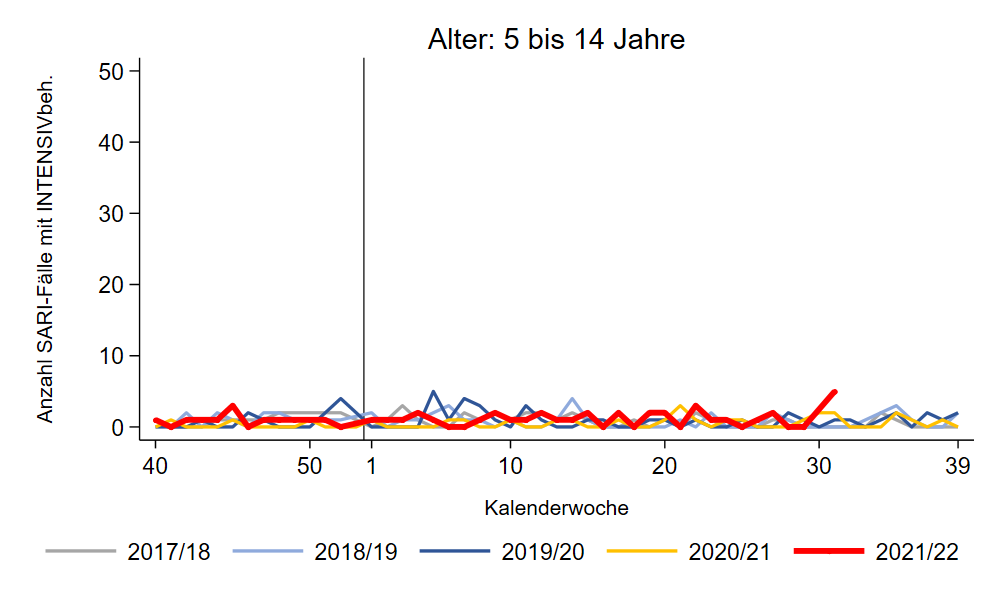 Alter: 5 bis 14 Jahre
Anzahl SARI-Fälle mit INTENSIVbeh.
50
40
30
20
10
0
40 50 1 10 20 30 39
Kalenderwoche
2017/18 2018/19 2019/20 2020/21 2021/22